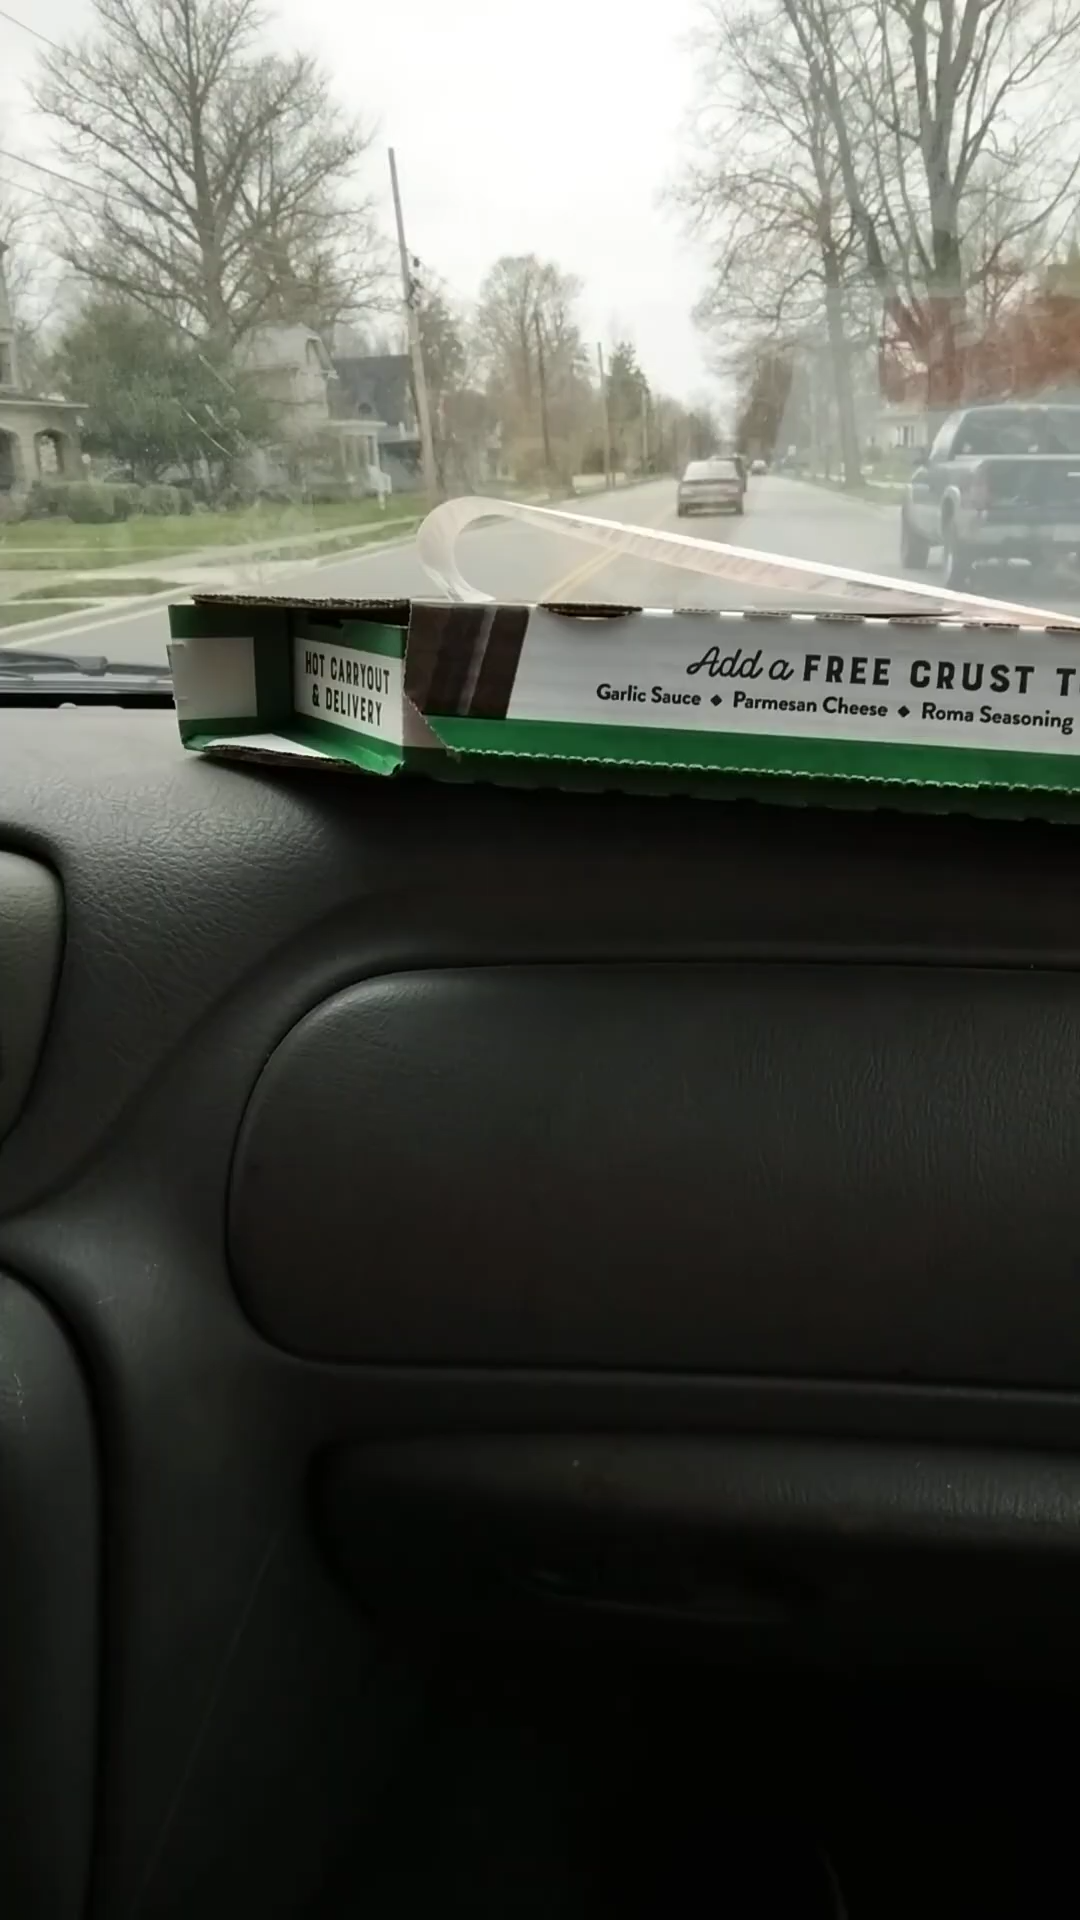 HOT CARRYOUT
& DELIVERY
Add a FREE CRUST T
Garlic Sauce ◆ Parmesan Cheese ◆ Roma Seasoning